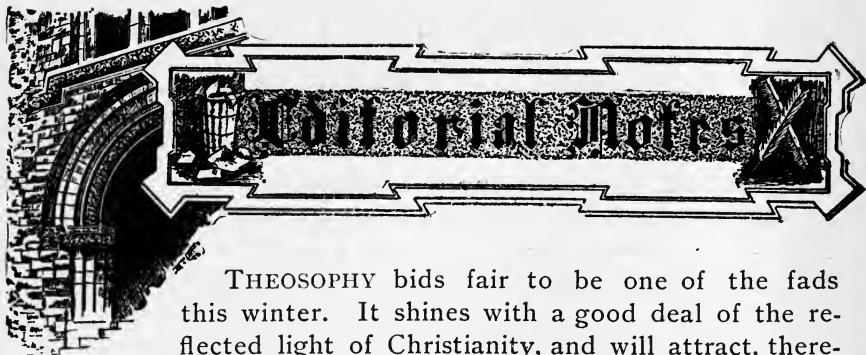 Editorial Notes
THEOSOPHY bids fair to be one of the fads
this winter. It shines with a good deal of the re-
flected light of Christianity, and will attract, there-